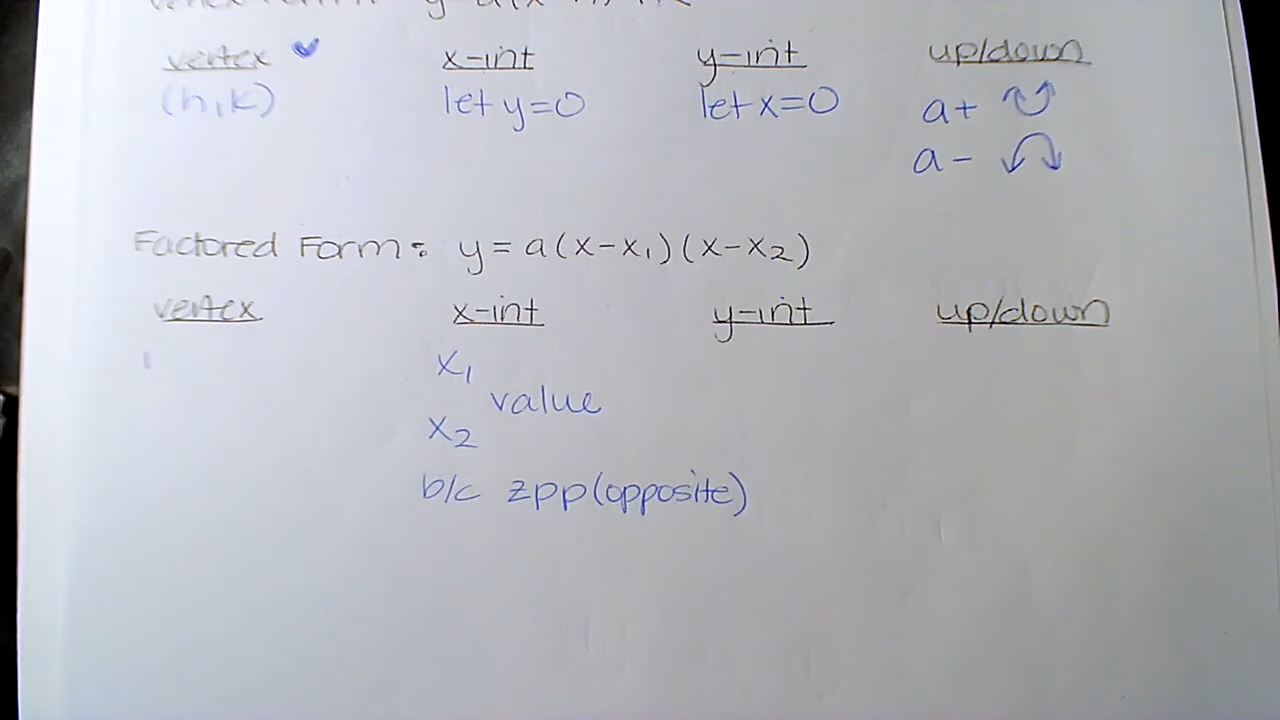 y
vertex x-int y-int up/down
(h,k) let y=0 let x=0 a+
a-
Factored Form: y=a(x-x₁)(x-x₂)
vertex x-int y-int up/down
x₁
value
x₂
b/c zpp(opposite)